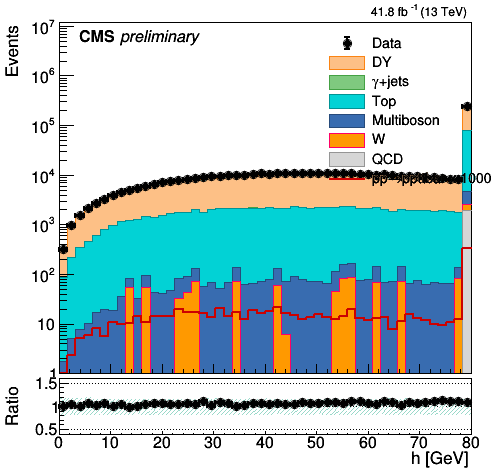 41.8 fb⁻¹ (13 TeV)
Events
10⁷
10⁶
10⁵
10⁴
10³
10²
10
1
CMS preliminary
Data
DY
γ+jets
Top
Multiboson
W
QCD
1000
Ratio
1.5
1
0.5
0 10 20 30 40 50 60 70 80
h [GeV]